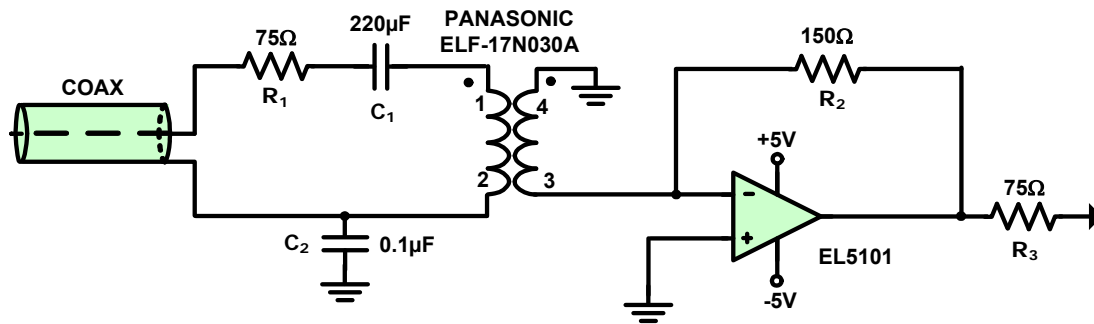 PANASONIC
ELF-17N030A
220µF
75Ω
150Ω
COAX
R1
C1
1
4
2
3
R2
+5V
-
+
75Ω
C2
0.1µF
EL5101
R3
-5V